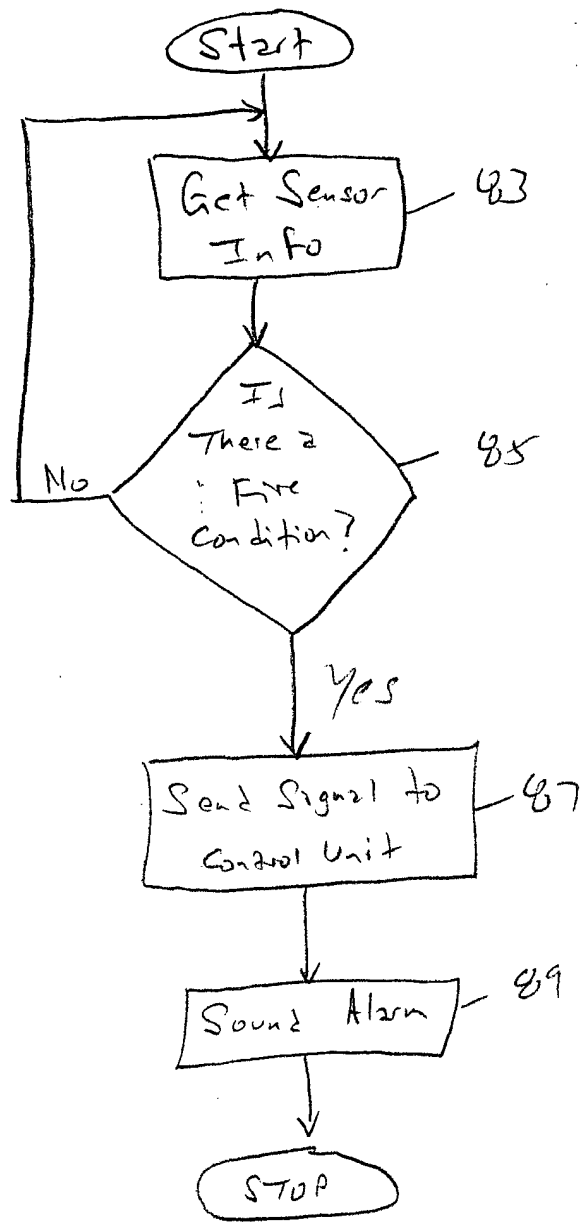 Start
Get Sensor
Info
83
Is
There a
Fire
Condition?
85
No
Yes
Send Signal to
Control Unit
87
Sound Alarm
89
STOP